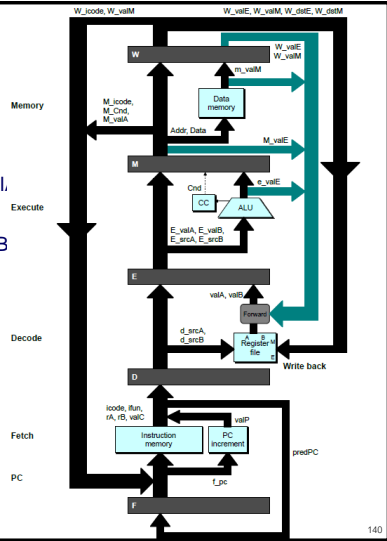 W_icode, W_valM
W_valE, W_valM, W_dstE, W_dstM
W
W_valE
W_valM
m_valM
Memory
M_icode,
M_Cnd,
M_valA
Data
memory
Addr, Data
M_valE
M
Cnd
e_valE
CC
ALU
Execute
B
E_valA, E_valB,
E_srcA, E_srcB
E
valA, valB
Forward
d_srcA,
d_srcB
A B M
Register
file
E
Decode
Write back
D
icode, ifun,
rA, rB, valC
valP
Fetch
Instruction
memory
PC
increment
predPC
PC
f_pc
F
140